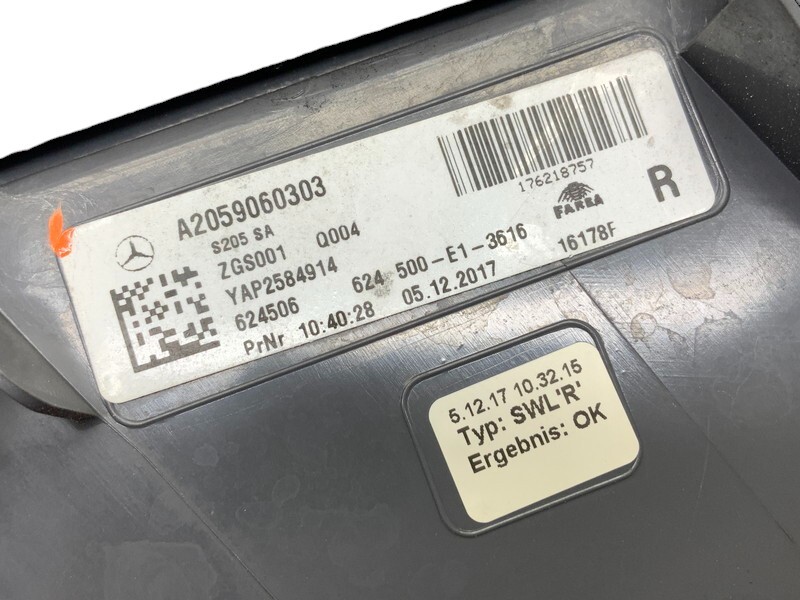 A2059060303
S205 SA
ZGS001 Q004
YAP2584914
624506 624 500-E1-3616
PrNr 10:40:28 05.12.2017 16178F
176218757
FARBA
R
5.12.17 10.32.15
Typ: SWL'R'
Ergebnis: OK